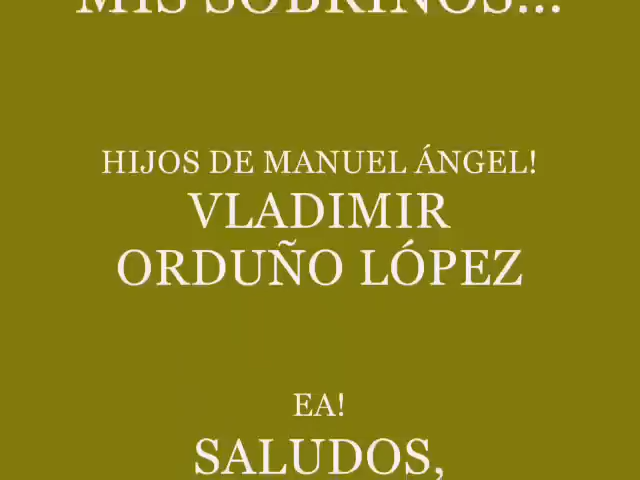 MIS SOBRINOS...
HIJOS DE MANUEL ÁNGEL!
VLADIMIR
ORDUÑO LÓPEZ
EA!
SALUDOS,